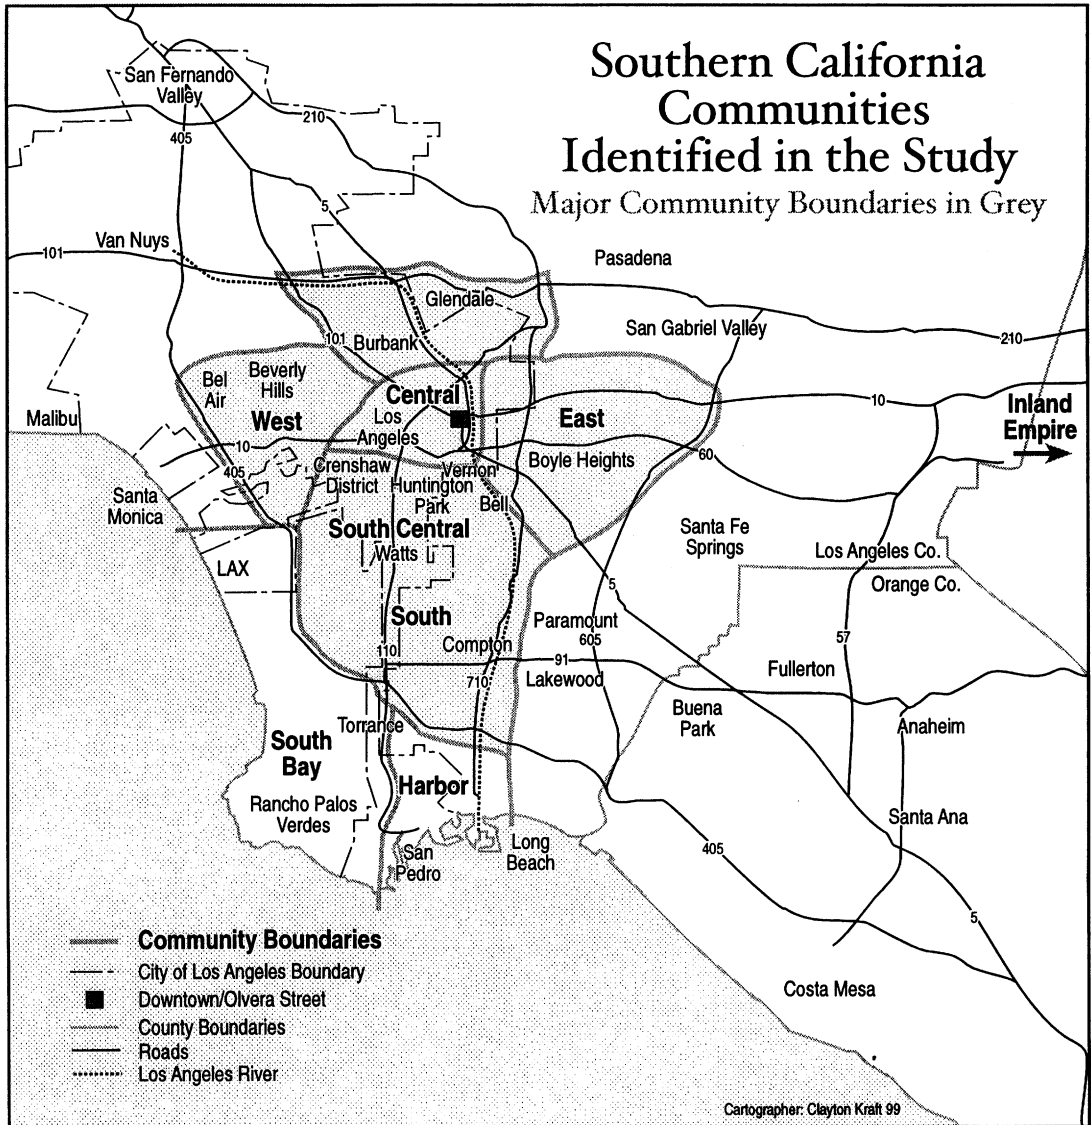 Southern California
Communities
Identified in the Study
Major Community Boundaries in Grey
San Fernando
Valley
210
405
5
Van Nuys
101
Pasadena
Glendale
San Gabriel Valley
101
Burbank
210
Beverly
Hills
Bel
Air
Central
West
Los
Angeles
East
10
Inland
Empire
Malibu
10
Boyle Heights
60
405
Crenshaw
District
Vernon
Huntington
Park
Bell
Santa
Monica
South Central
Watts
Santa Fe
Springs
Los Angeles Co.
Orange Co.
LAX
5
South
Paramount
605
57
Compton
110
91
Fullerton
710
Lakewood
Buena
Park
Torrance
Anaheim
South
Bay
Harbor
Rancho Palos
Verdes
Santa Ana
San
Pedro
Long
Beach
405
5
Community Boundaries
City of Los Angeles Boundary
Downtown/Olvera Street
County Boundaries
Roads
Los Angeles River
Costa Mesa
Cartographer: Clayton Kraft 99